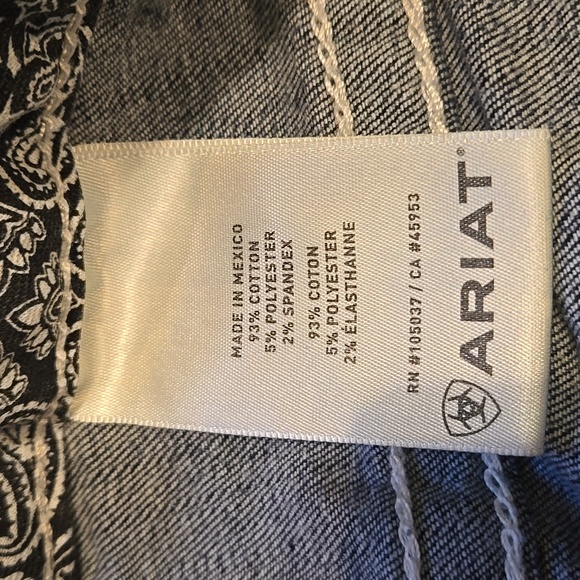 MADE IN MEXICO
93% COTTON
5% POLYESTER
2% SPANDEX
93% COTON
5% POLYESTER
2% ÉLASTHANNE
RN #105037 / CA #45953
ARIAT®